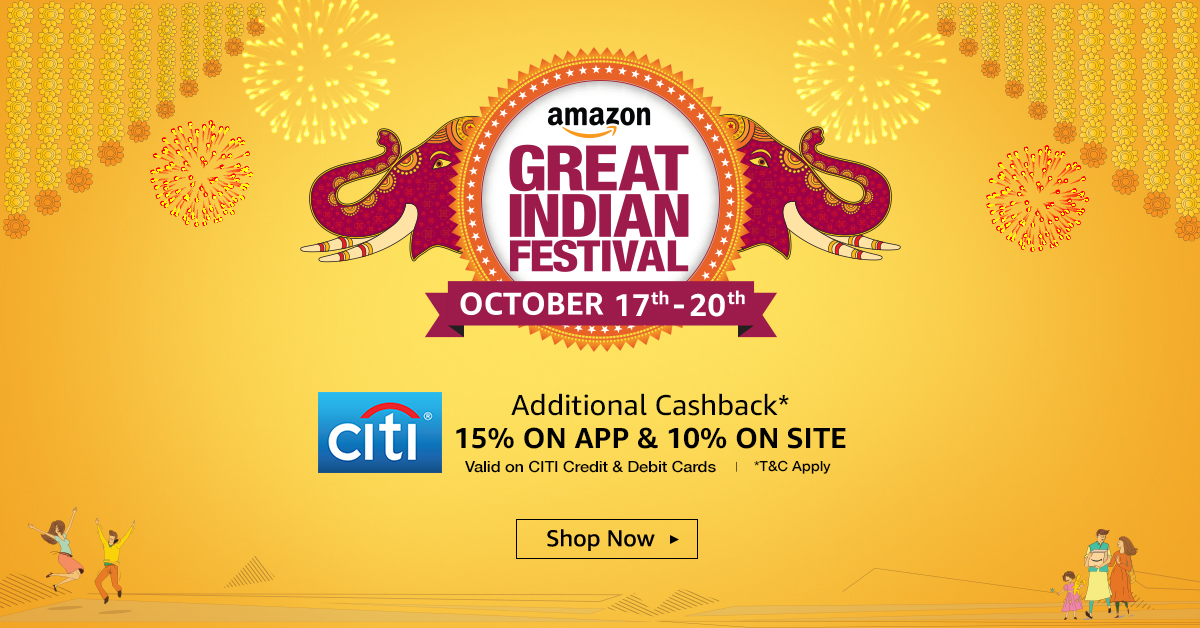 amazon
GREAT
INDIAN
FESTIVAL
OCTOBER 17th - 20th
citi®
Additional Cashback*
15% ON APP & 10% ON SITE
Valid on CITI Credit & Debit Cards | *T&C Apply
Shop Now ►